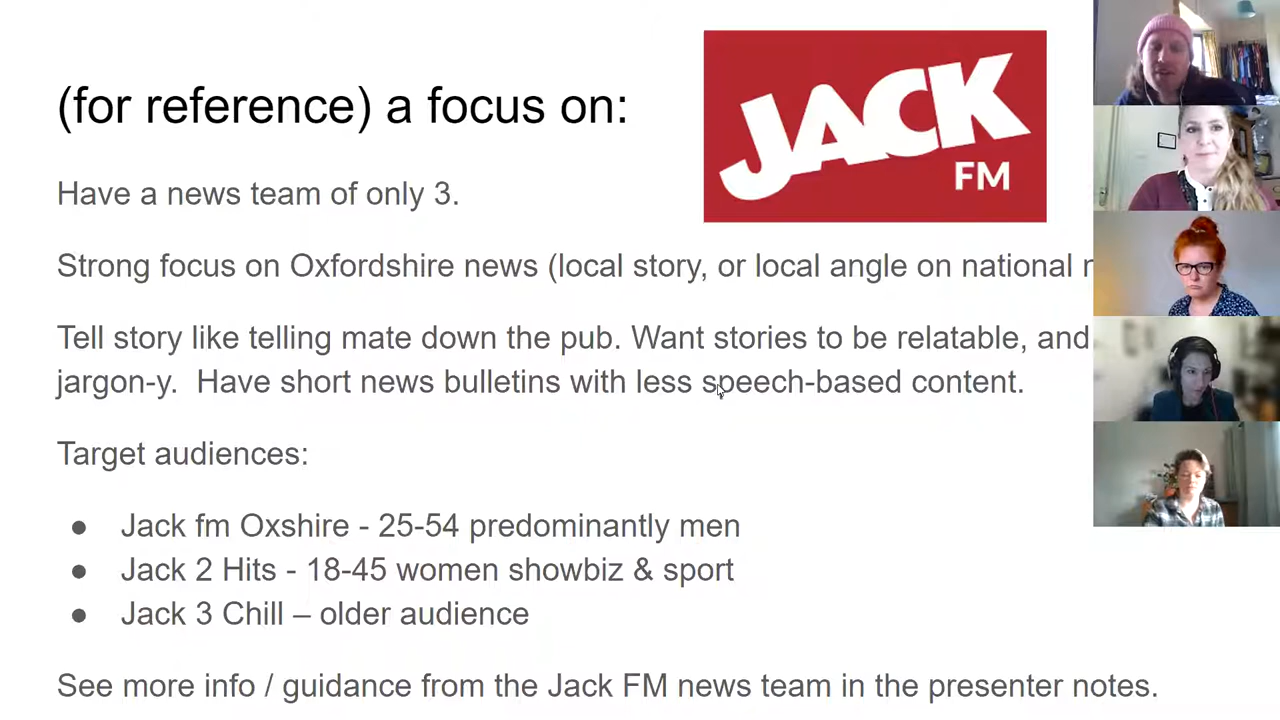 (for reference) a focus on:
JACK
FM
Have a news team of only 3.
Strong focus on Oxfordshire news (local story, or local angle on national
Tell story like telling mate down the pub. Want stories to be relatable, and
jargon-y. Have short news bulletins with less speech-based content.
Target audiences:
● Jack fm Oxshire - 25-54 predominantly men
● Jack 2 Hits - 18-45 women showbiz & sport
● Jack 3 Chill – older audience
See more info / guidance from the Jack FM news team in the presenter notes.